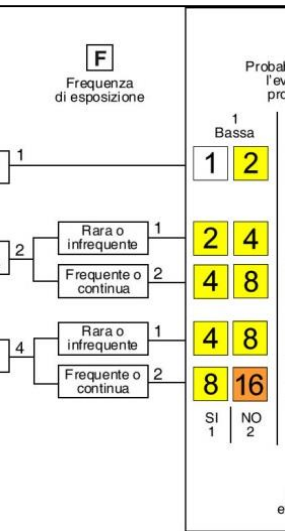 F
Frequenza
di esposizione
1
Bassa
1
1 2
Rara o
infrequente
1
2 4
2
Frequente o
continua
2
4 8
Rara o
infrequente
1
4 8
4
Frequente o
continua
2
8 16
SI NO
1 2